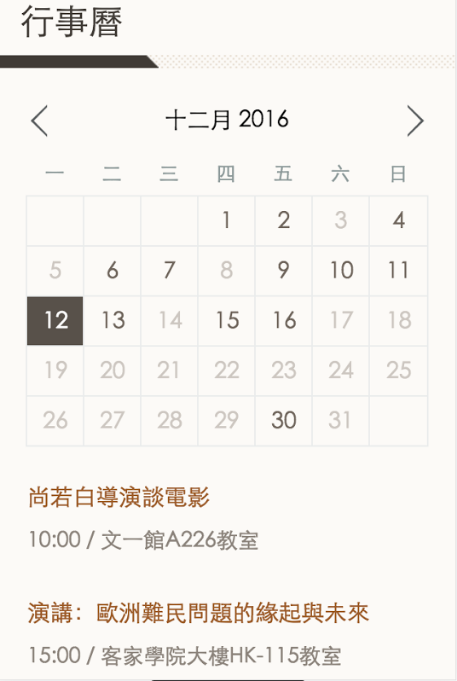 行事曆
十二月 2016
一 二 三 四 五 六 日
1 2 3 4
5 6 7 8 9 10 11
12 13 14 15 16 17 18
19 20 21 22 23 24 25
26 27 28 29 30 31
尚若白導演談電影
10:00 / 文一館A226教室
演講：歐洲難民問題的緣起與未來
15:00 / 客家學院大樓HK-115教室